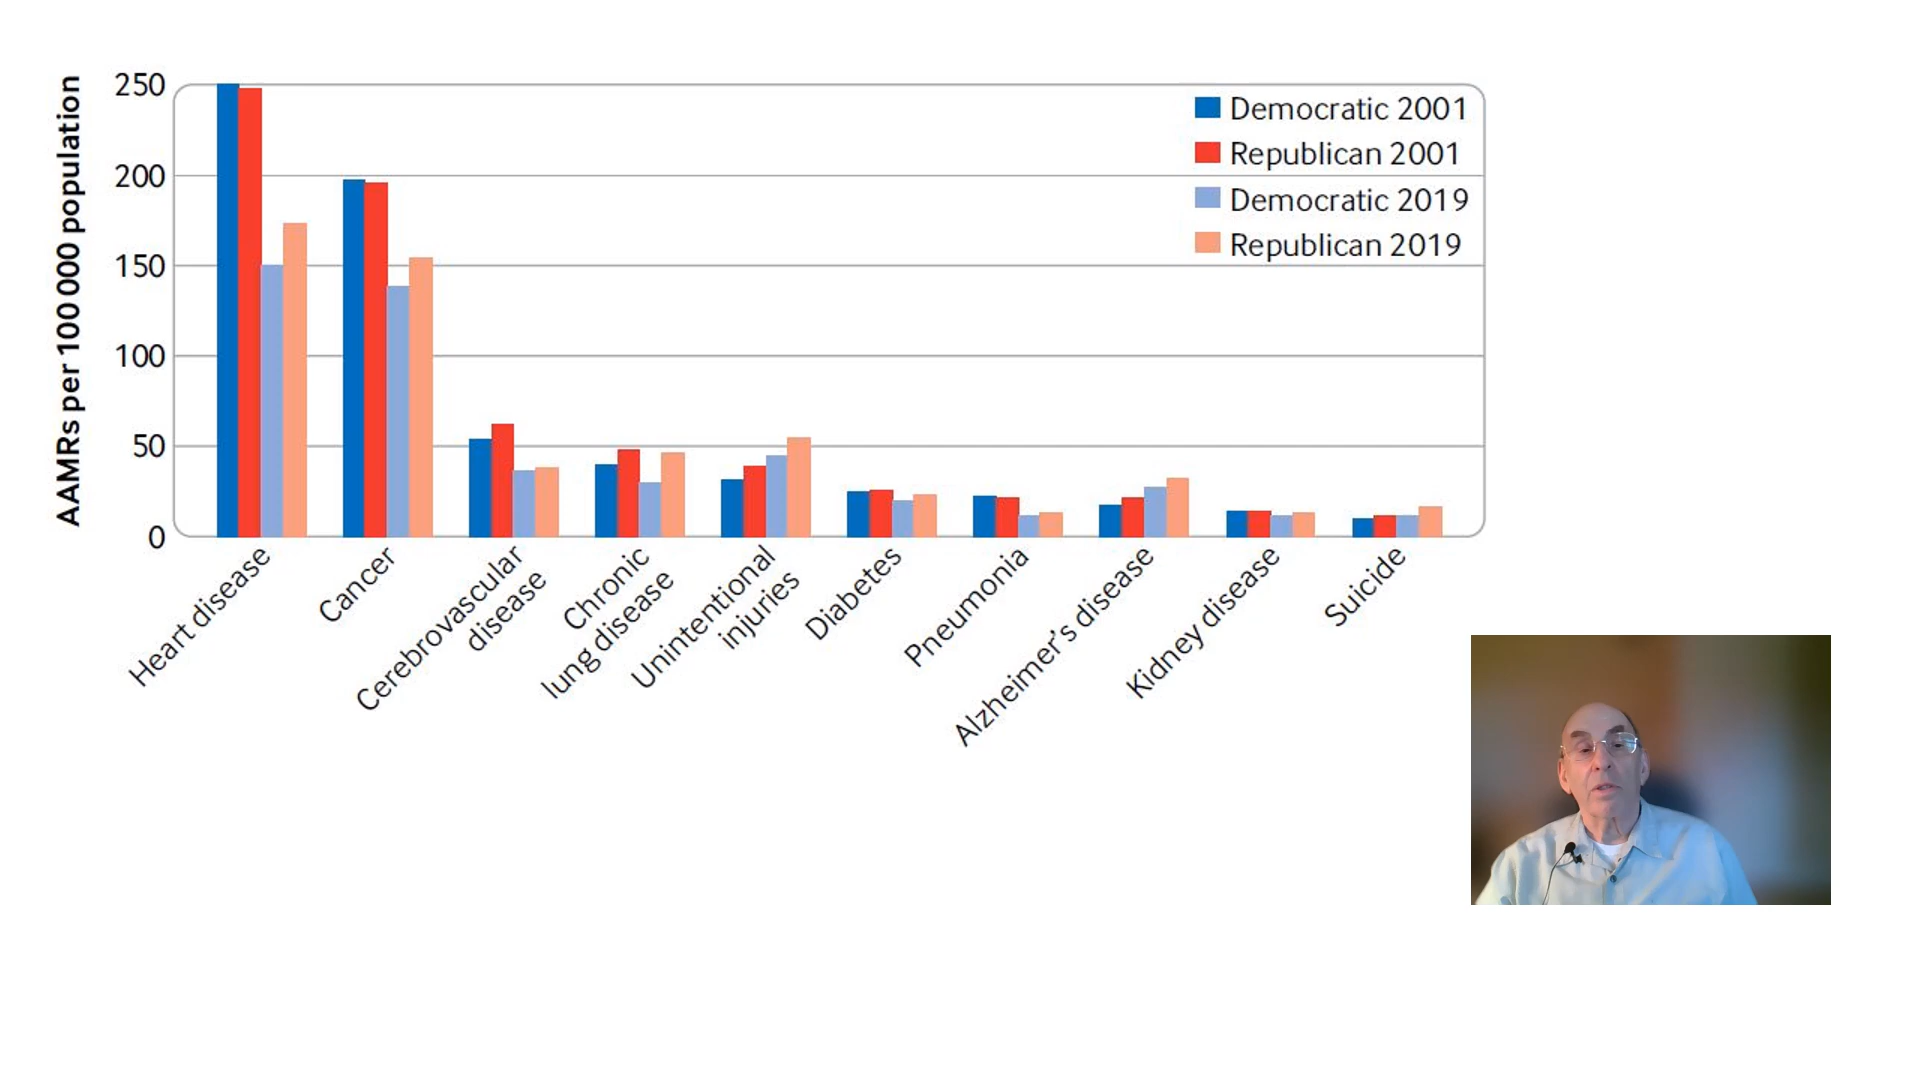 AAMRs per 100 000 population
250
200
150
100
50
0
Democratic 2001
Republican 2001
Democratic 2019
Republican 2019
Heart disease
Cancer
Cerebrovascular
disease
Chronic
lung disease
Unintentional
injuries
Diabetes
Pneumonia
Alzheimer's disease
Kidney disease
Suicide